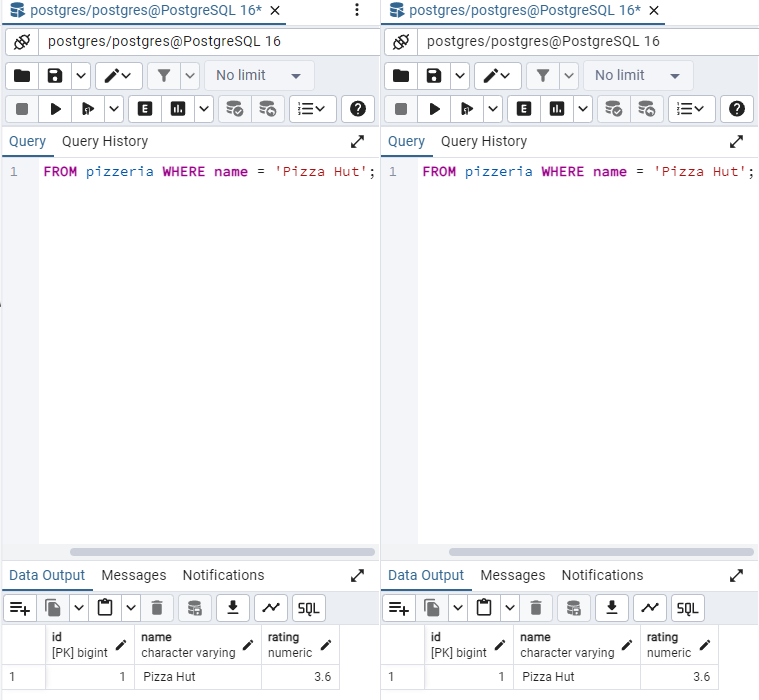 postgres/postgres@PostgreSQL 16*
postgres/postgres@PostgreSQL 16
No limit
E
Query Query History
1 FROM pizzeria WHERE name = 'Pizza Hut';
Data Output Messages Notifications
SQL
id name rating
[PK] bigint character varying numeric
1 1 Pizza Hut 3.6
postgres/postgres@PostgreSQL 16*
postgres/postgres@PostgreSQL 16
No limit
E
Query Query History
1 FROM pizzeria WHERE name = 'Pizza Hut';
Data Output Messages Notifications
SQL
id name rating
[PK] bigint character varying numeric
1 1 Pizza Hut 3.6